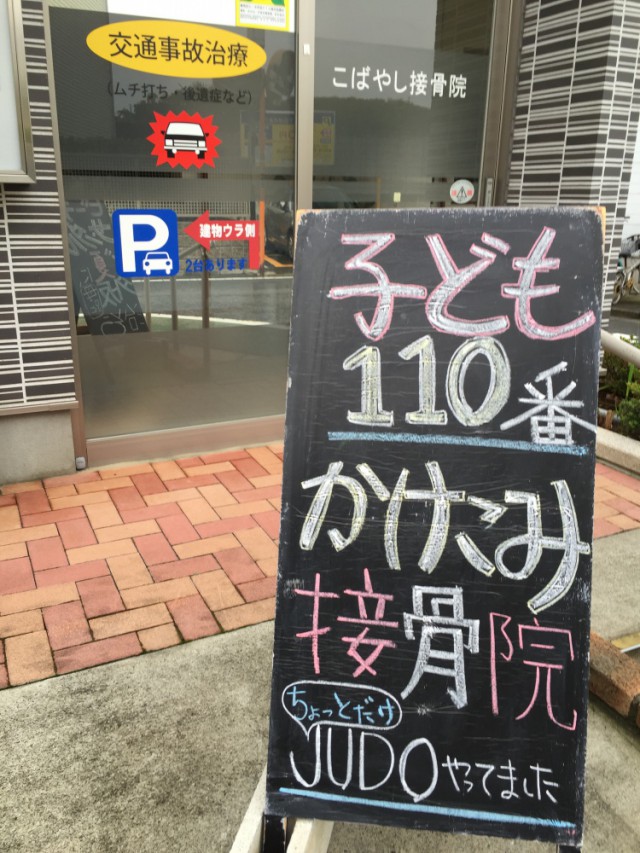 交通事故治療
(ムチ打ち・後遺症など)
こばやし接骨院
P
建物ウラ側
2台あります
子ども
110番
かけこみ
接骨院
ちょっとだけ
JUDOやってました